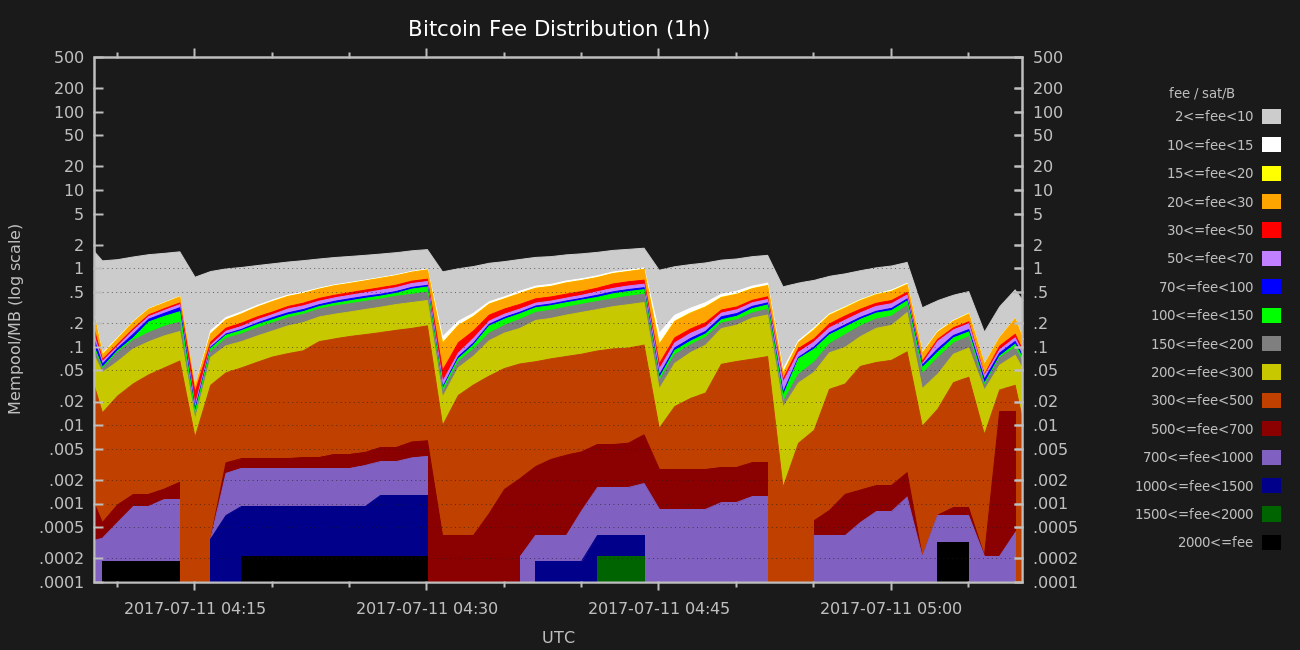 Bitcoin Fee Distribution (1h)
500 500
200 200
100 100
50 50
20 20
10 10
5 5
2 2
1 1
.5 .5
.2 .2
.1 .1
.05 .05
.02 .02
.01 .01
.005 .005
.002 .002
.001 .001
.0005 .0005
.0002 .0002
.0001 .0001
Mempool/MB (log scale)
2017-07-11 04:15 2017-07-11 04:30 2017-07-11 04:45 2017-07-11 05:00
UTC
fee / sat/B
2<=fee<10
10<=fee<15
15<=fee<20
20<=fee<30
30<=fee<50
50<=fee<70
70<=fee<100
100<=fee<150
150<=fee<200
200<=fee<300
300<=fee<500
500<=fee<700
700<=fee<1000
1000<=fee<1500
1500<=fee<2000
2000<=fee